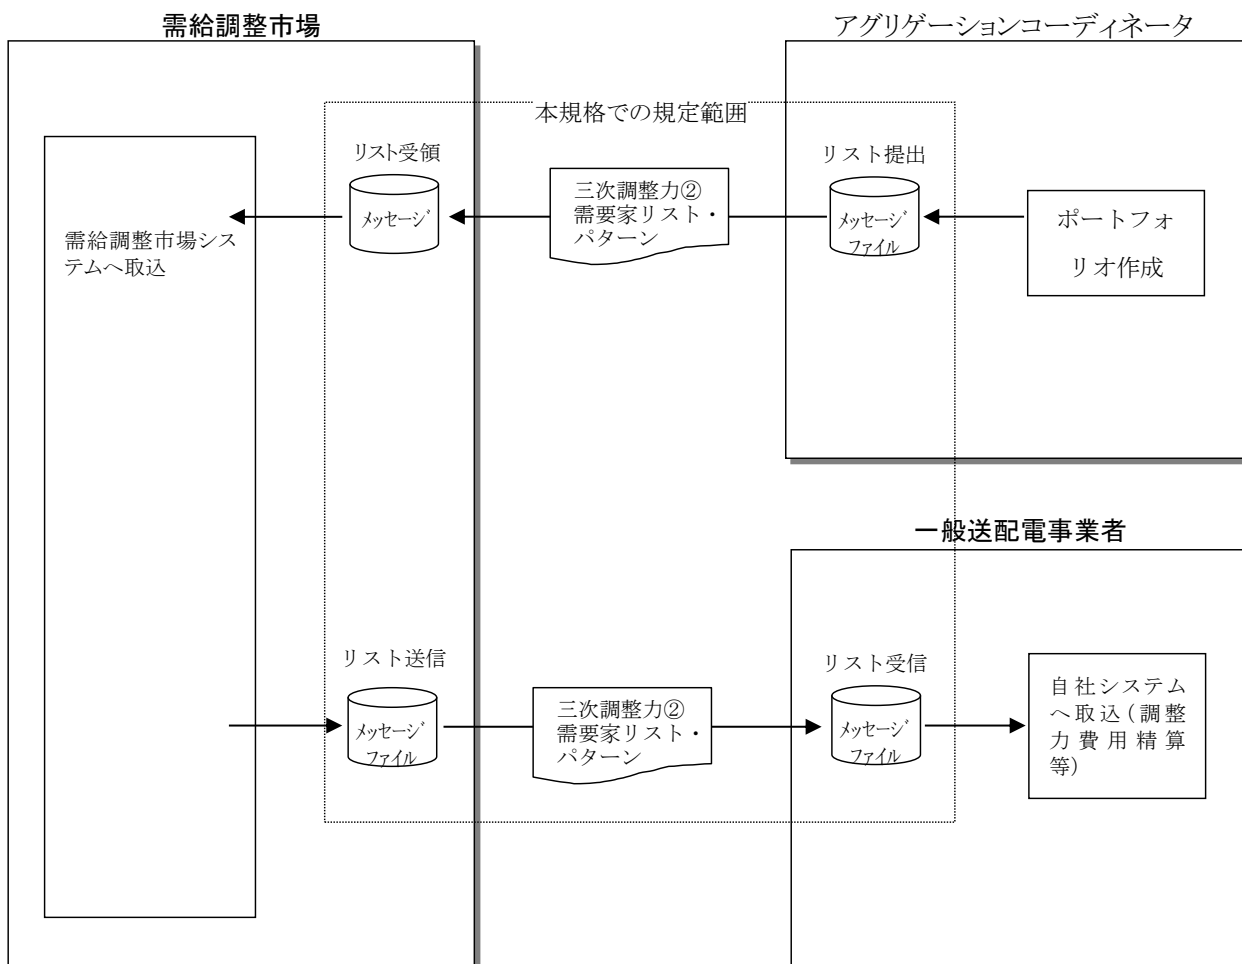 需給調整市場
アグリゲーションコーディネータ
本規格での規定範囲
リスト受領
メッセージ
三次調整力②
需要家リスト・
パターン
リスト提出
メッセージ
ファイル
ポートフォ
リオ作成
需給調整市場シス
テムへ取込
一般送配電事業者
リスト送信
メッセージ
ファイル
三次調整力②
需要家リスト・
パターン
リスト受信
メッセージ
ファイル
自社システム
へ取込(調整
力費用精算
等)